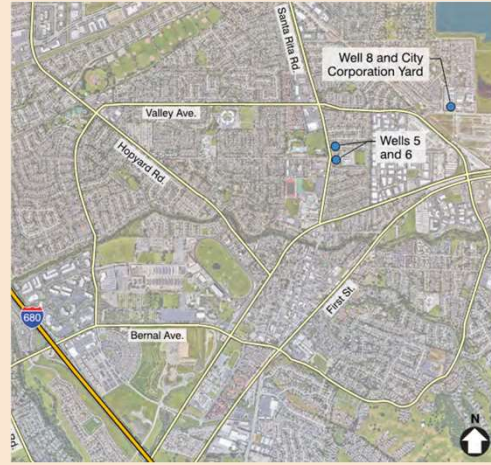 Santa Rita Rd.
Well 8 and City
Corporation Yard
Valley Ave.
Wells 5
and 6
Hopyard Rd.
First St.
680
Bernal Ave.
N